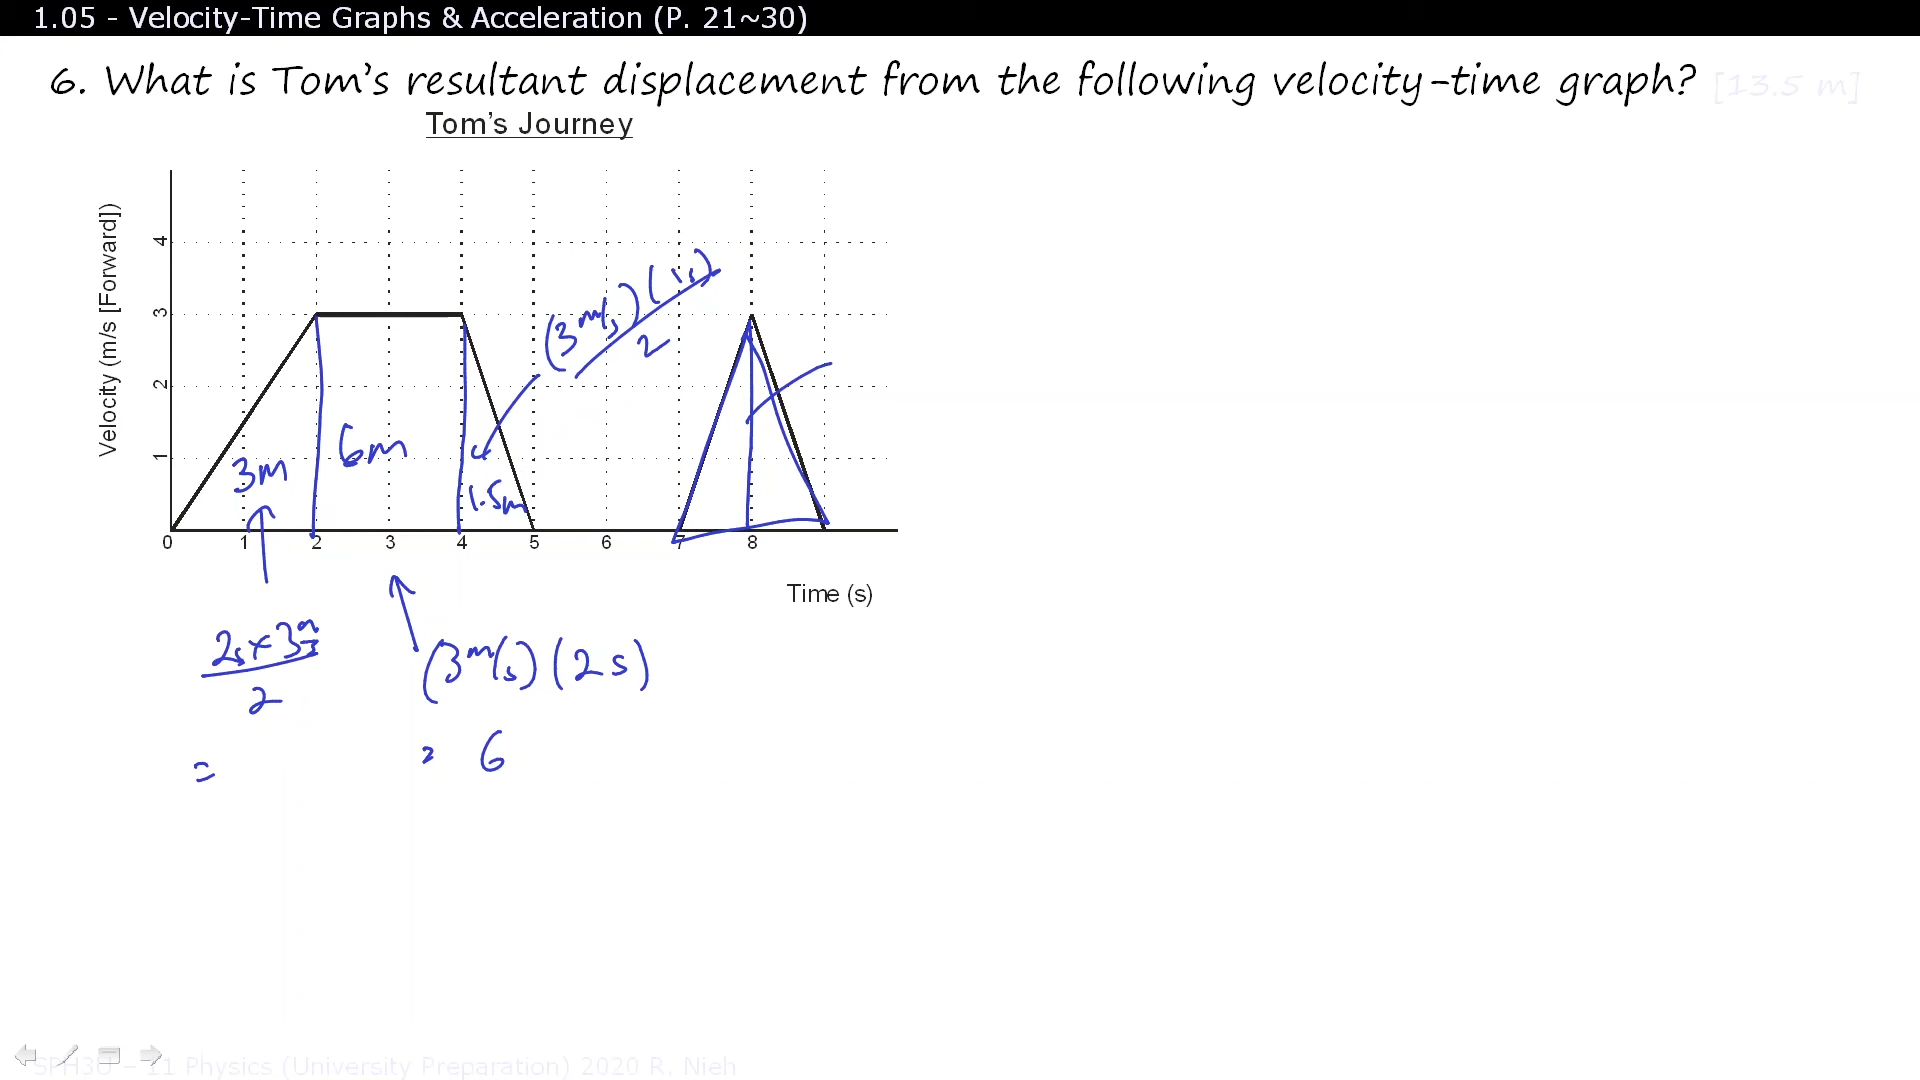 1.05 - Velocity-Time Graphs & Acceleration (P. 21~30)
6. What is Tom's resultant displacement from the following velocity-time graph? [13.5 m]
Tom's Journey
Velocity (m/s [Forward])
4
3
2
1
(3 m/s)(1s)
2
3m
6m
1.5m
0 1 2 3 4 5 6 7 8
Time (s)
2s × 3 m/s
2
=
(3 m/s)(2s)
= 6
SPH3U – 11 Physics (University Preparation) 2020 R. Nieh